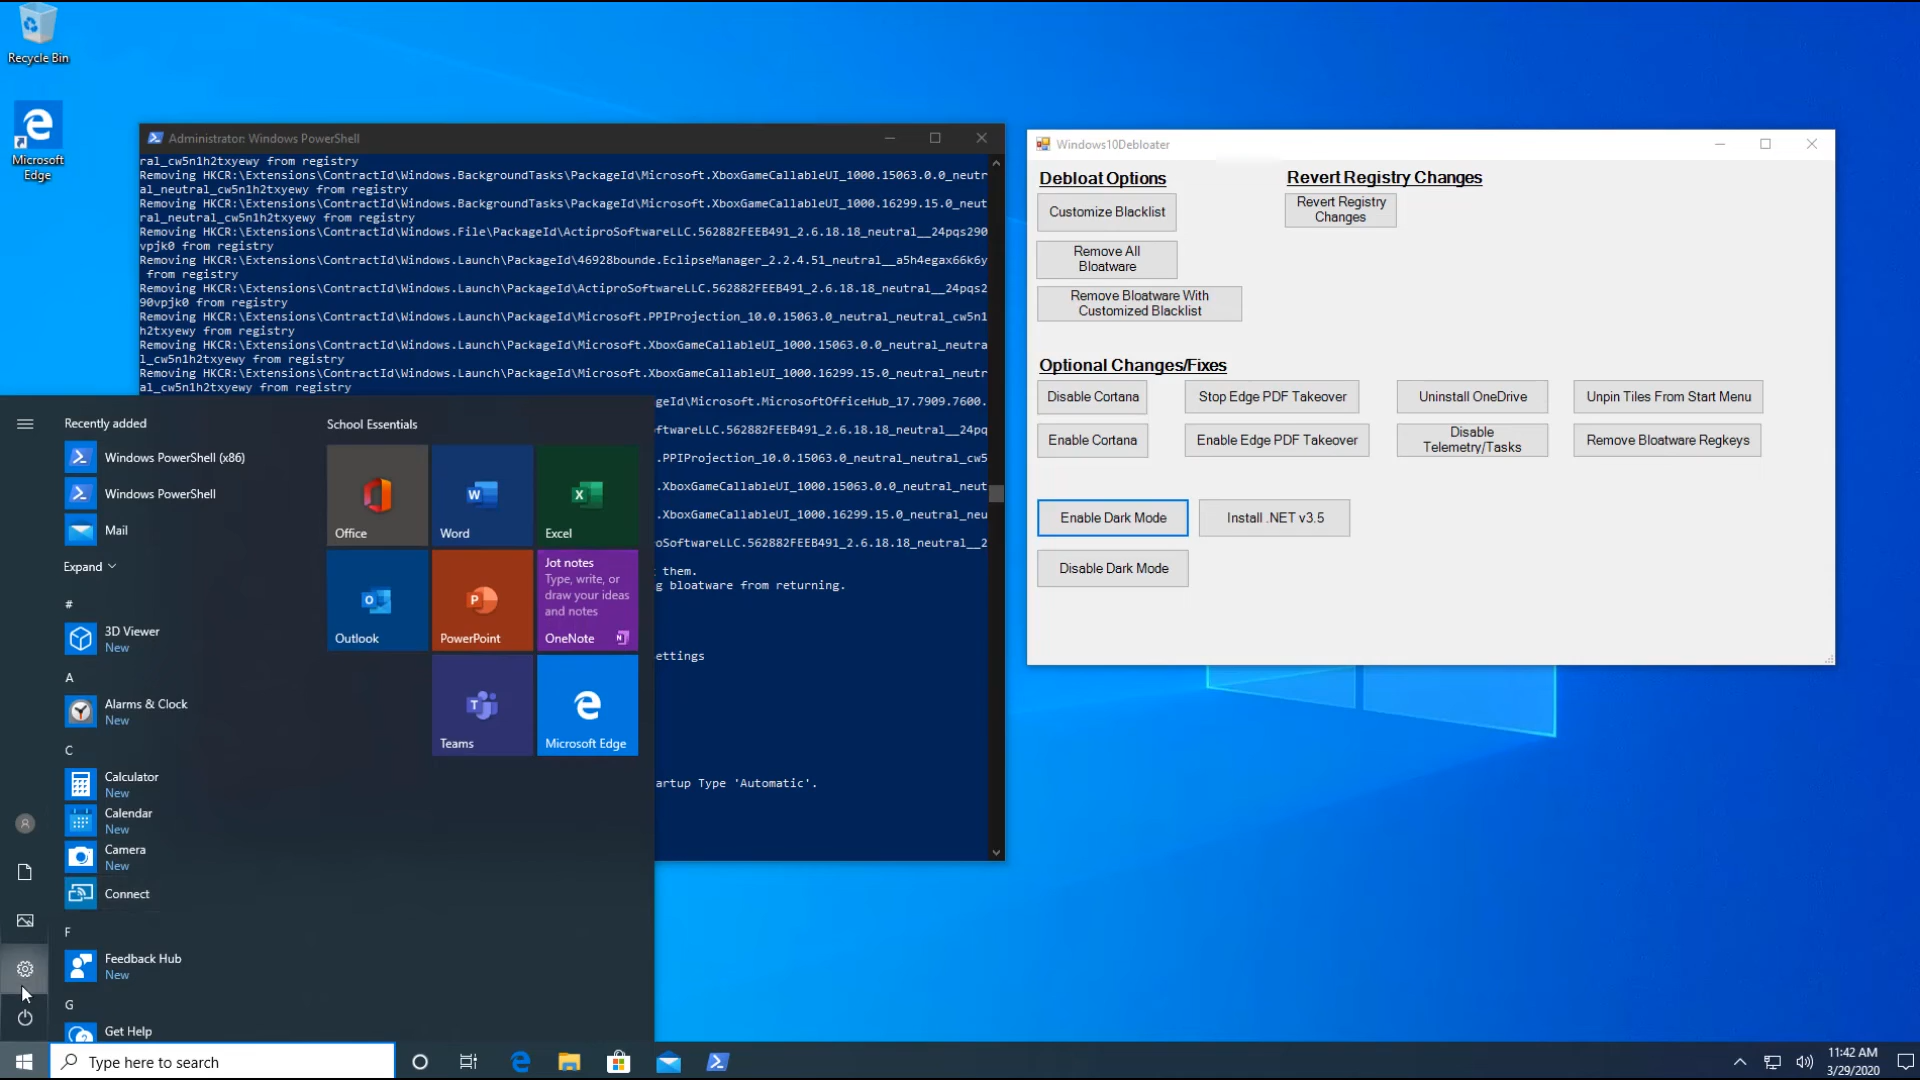 Recycle Bin
Microsoft
Edge
Administrator: Windows PowerShell
ral_cw5n1h2txyewy from registry
Removing HKCR:\Extensions\ContractId\Windows.BackgroundTasks\PackageId\Microsoft.XboxGameCallableUI_1000.15063.0.0_neutr
al_neutral_cw5n1h2txyewy from registry
Removing HKCR:\Extensions\ContractId\Windows.BackgroundTasks\PackageId\Microsoft.XboxGameCallableUI_1000.16299.15.0_neut
ral_neutral_cw5n1h2txyewy from registry
Removing HKCR:\Extensions\ContractId\Windows.File\PackageId\ActiproSoftwareLLC.562882FEEB491_2.6.18.18_neutral__24pqs290
vpjk0 from registry
Removing HKCR:\Extensions\ContractId\Windows.Launch\PackageId\46928bounde.EclipseManager_2.2.4.51_neutral__a5h4egax66k6y
from registry
Removing HKCR:\Extensions\ContractId\Windows.Launch\PackageId\ActiproSoftwareLLC.562882FEEB491_2.6.18.18_neutral__24pqs2
90vpjk0 from registry
Removing HKCR:\Extensions\ContractId\Windows.Launch\PackageId\Microsoft.PPIProjection_10.0.15063.0_neutral_neutral_cw5n1
h2txyewy from registry
Removing HKCR:\Extensions\ContractId\Windows.Launch\PackageId\Microsoft.XboxGameCallableUI_1000.15063.0.0_neutral_neutra
l_cw5n1h2txyewy from registry
Removing HKCR:\Extensions\ContractId\Windows.Launch\PackageId\Microsoft.XboxGameCallableUI_1000.16299.15.0_neutral_neutr
al_cw5n1h2txyewy from registry
geId\Microsoft.MicrosoftOfficeHub_17.7909.7600.
ftwareLLC.562882FEEB491_2.6.18.18_neutral__24pq
.PPIProjection_10.0.15063.0_neutral_neutral_cw5
.XboxGameCallableUI_1000.15063.0.0_neutral_neut
.XboxGameCallableUI_1000.16299.15.0_neutral_neu
oSoftwareLLC.562882FEEB491_2.6.18.18_neutral__2
them.
g bloatware from returning.
ettings
artup Type 'Automatic'.
Recently added
Windows PowerShell (x86)
Windows PowerShell
Mail
Expand
#
3D Viewer
New
A
Alarms & Clock
New
C
Calculator
New
Calendar
New
Camera
New
Connect
F
Feedback Hub
New
G
Get Help
School Essentials
Office
Word
Excel
Outlook
PowerPoint
Jot notes
Type, write, or
draw your ideas
and notes
OneNote
Teams
Microsoft Edge
Windows10Debloater
Debloat Options
Customize Blacklist
Remove All
Bloatware
Remove Bloatware With
Customized Blacklist
Revert Registry Changes
Revert Registry
Changes
Optional Changes/Fixes
Disable Cortana
Stop Edge PDF Takeover
Uninstall OneDrive
Unpin Tiles From Start Menu
Enable Cortana
Enable Edge PDF Takeover
Disable
Telemetry/Tasks
Remove Bloatware Regkeys
Enable Dark Mode
Install .NET v3.5
Disable Dark Mode
Type here to search
11:42 AM
3/29/2020